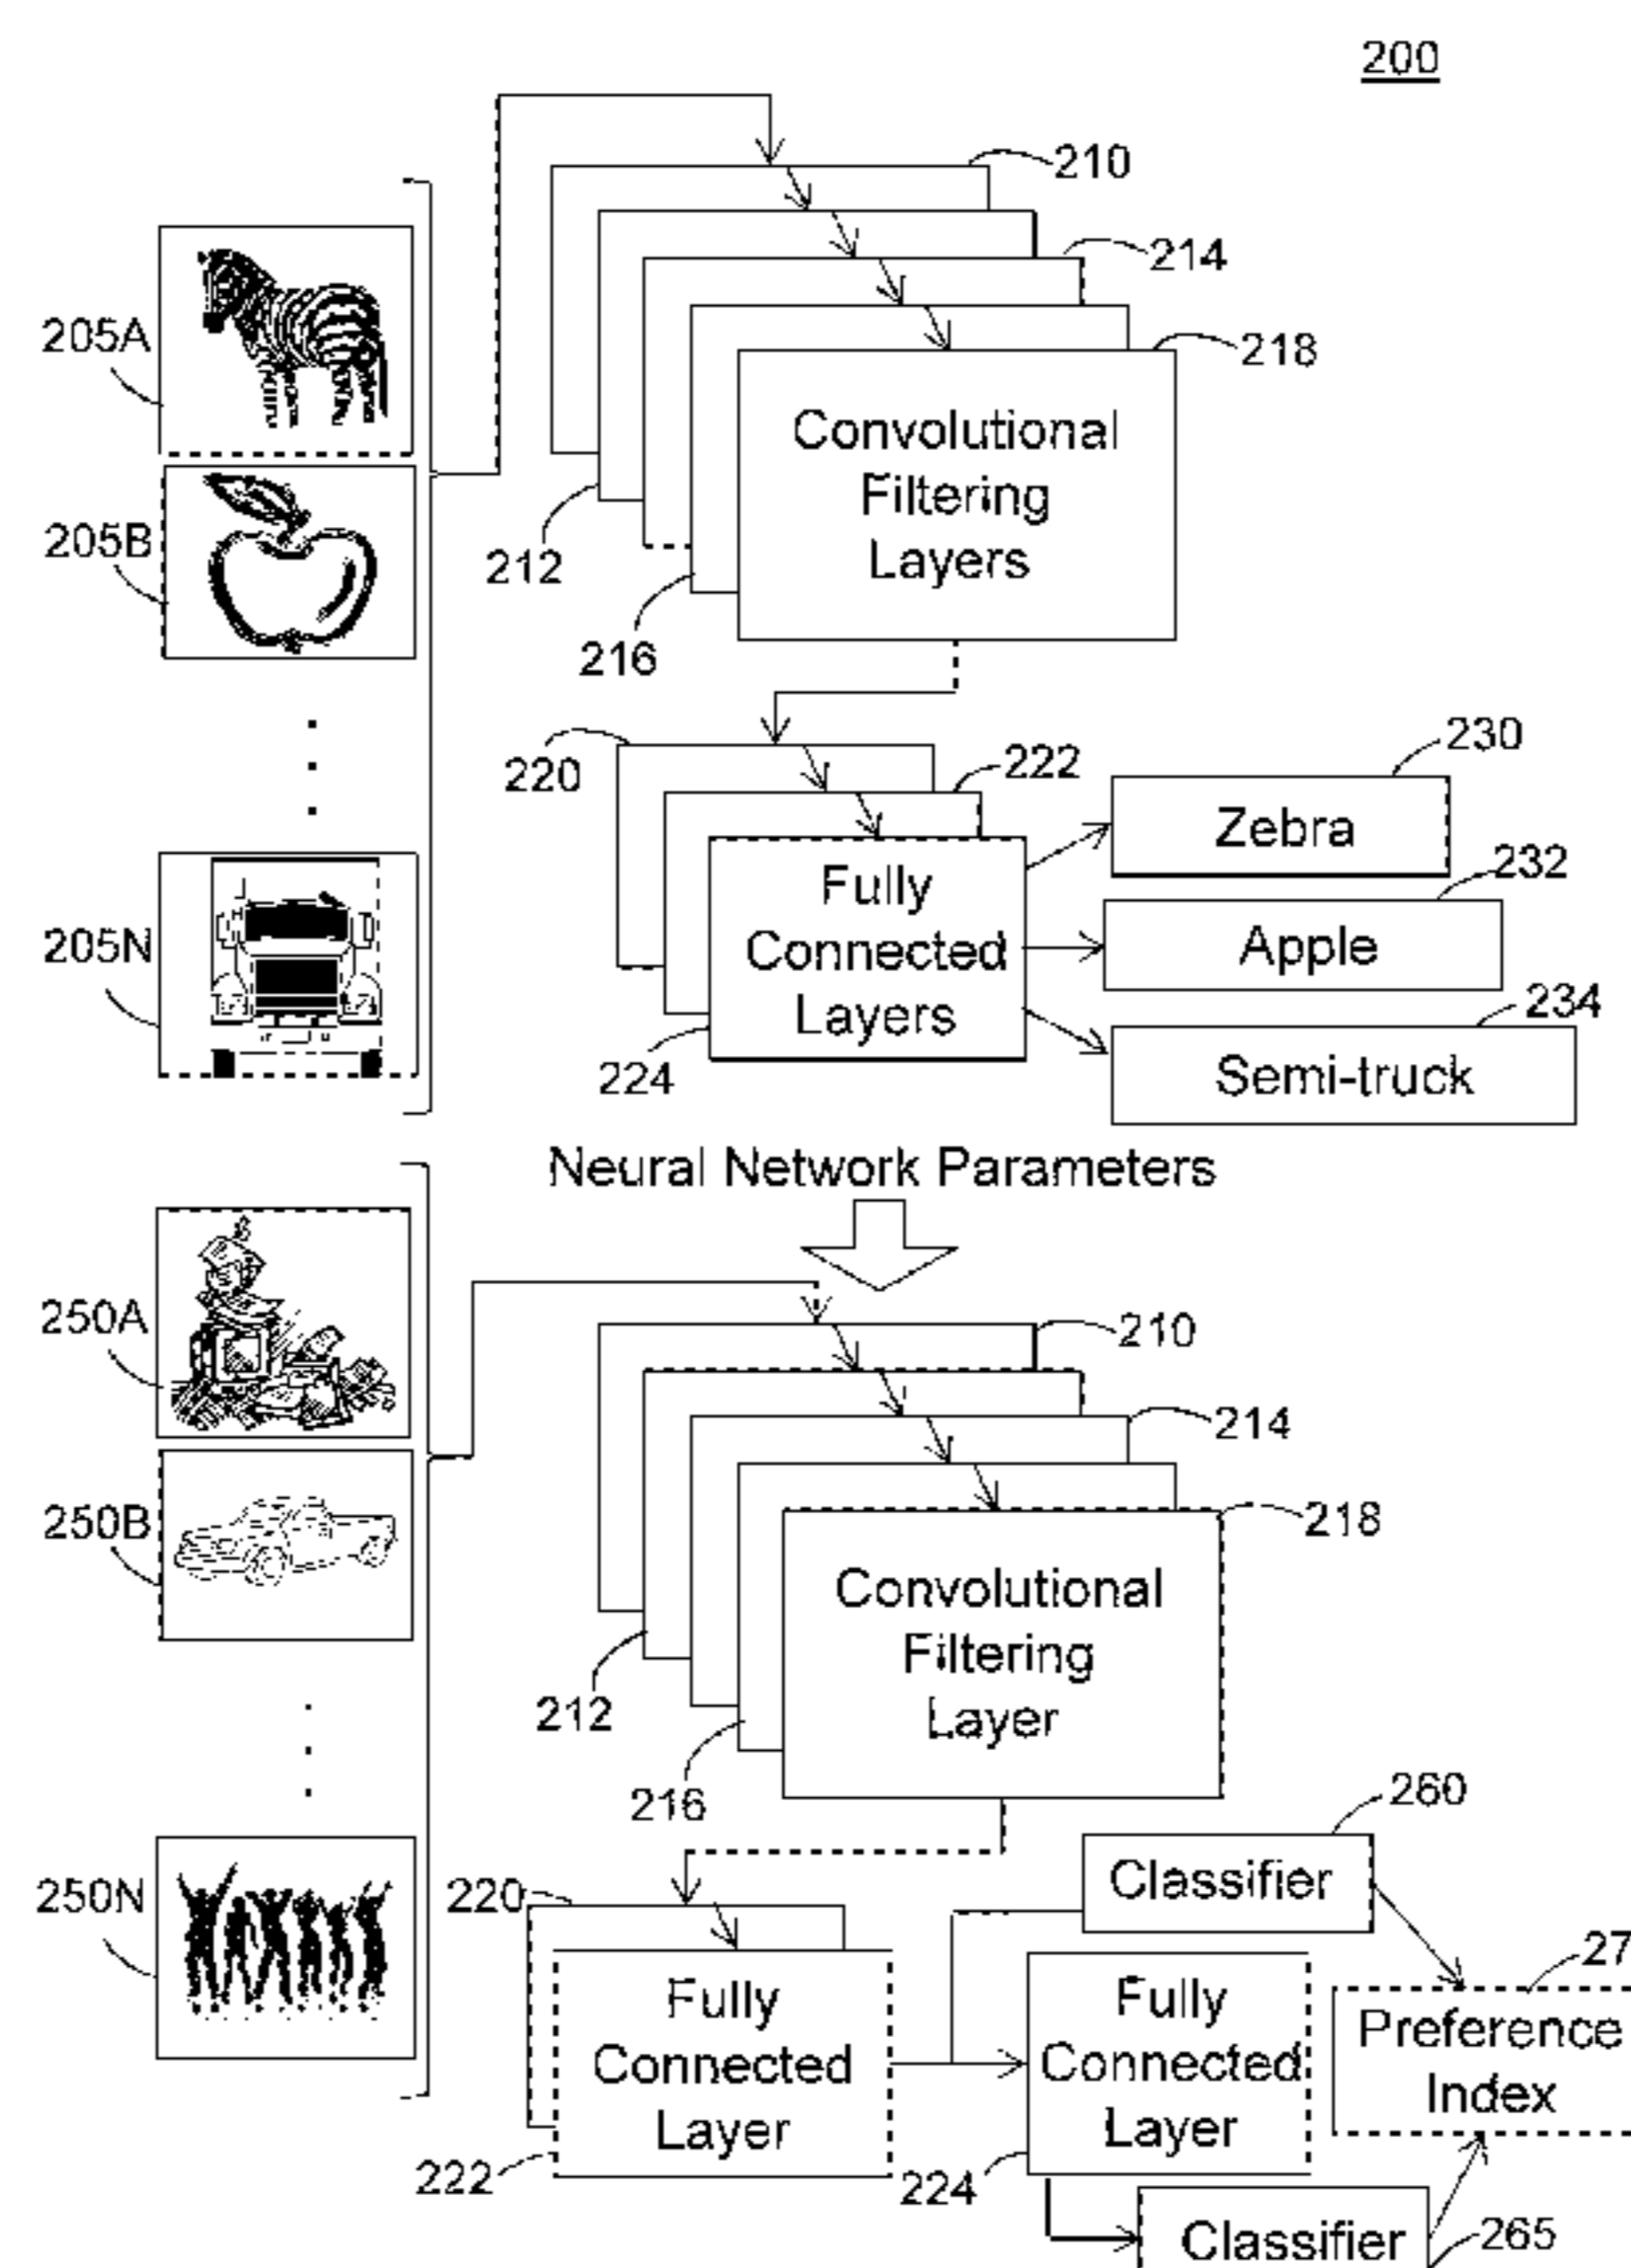 200
210
214
205A
218
Convolutional
Filtering
Layers
205B
212
216
230
220
222
Zebra
232
Fully
Connected
Layers
205N
Apple
234
224
Semi-truck
Neural Network Parameters
250A
210
214
250B
218
Convolutional
Filtering
Layer
212
216
260
Classifier
250N
220
27
Fully
Connected
Layer
Fully
Connected
Layer
Preference
Index
222
224
Classifier
265